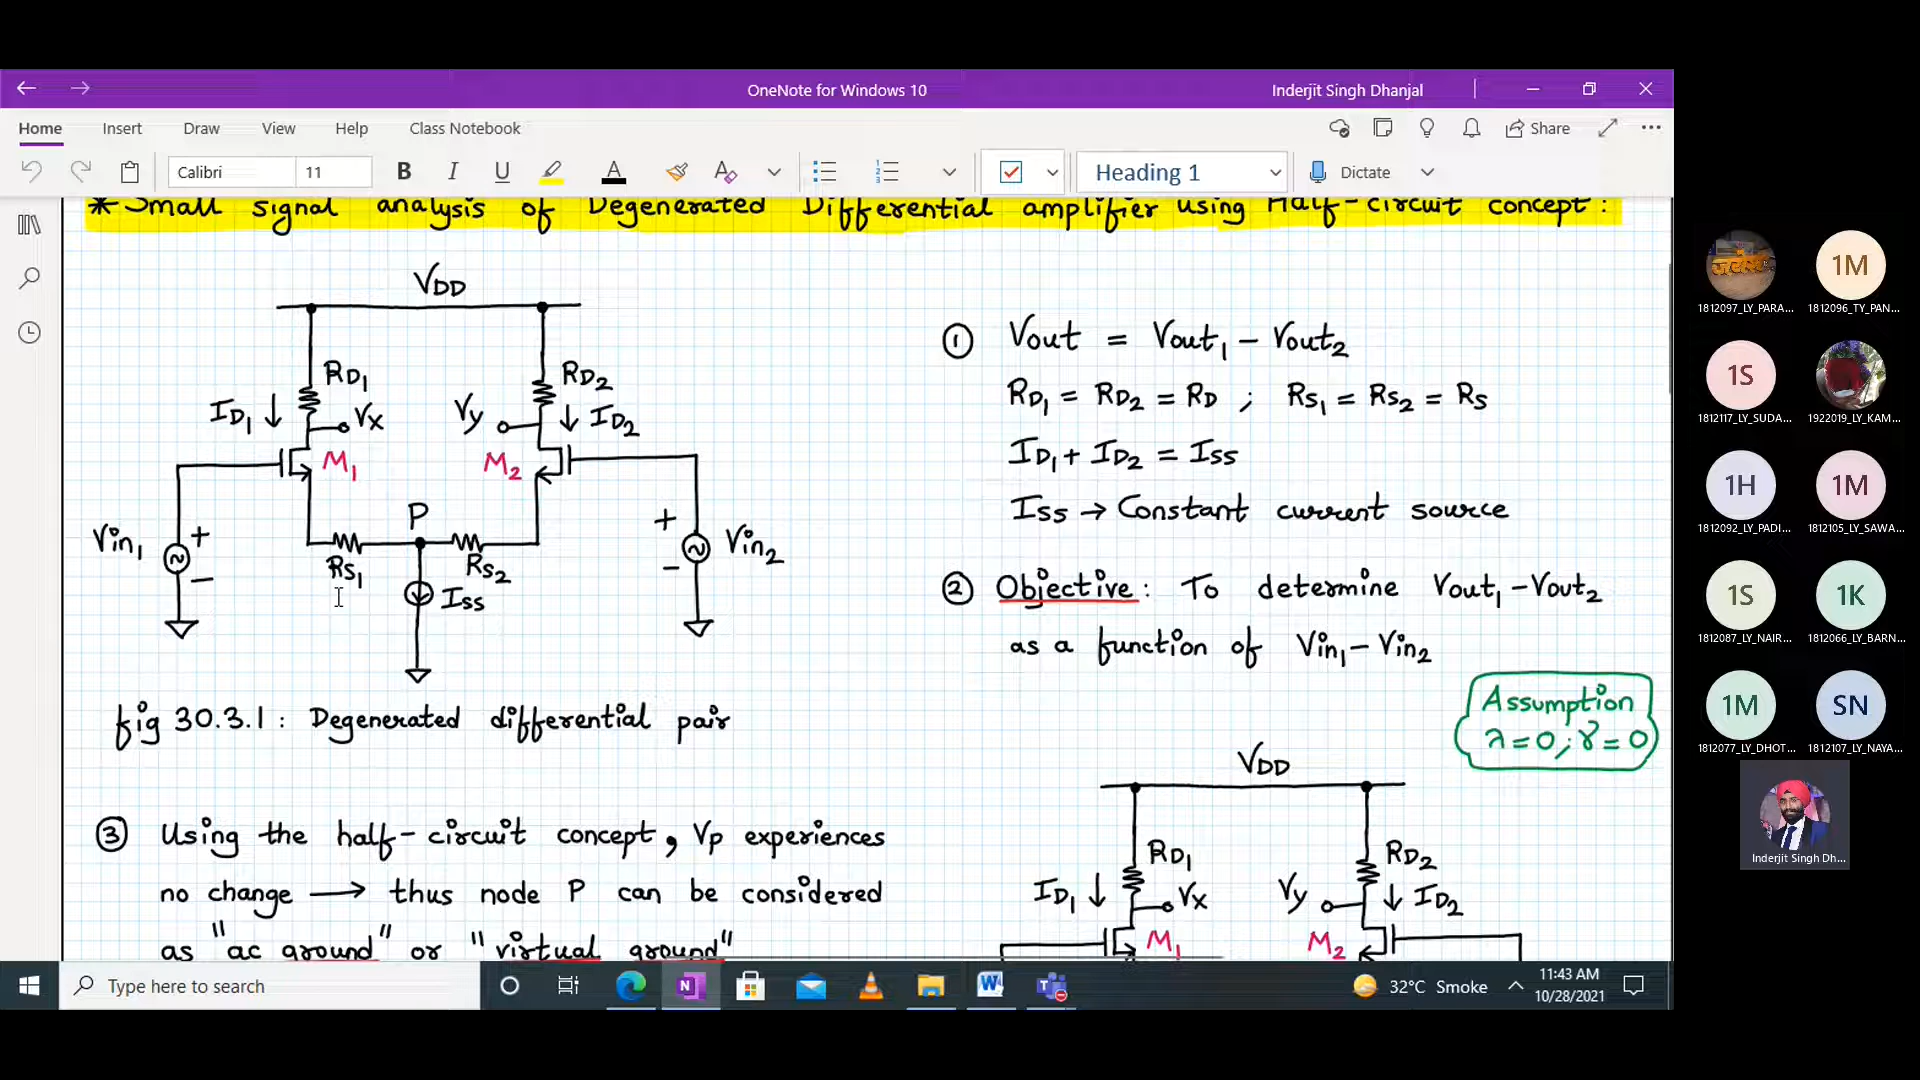 OneNote for Windows 10
Inderjit Singh Dhanjal
Home Insert Draw View Help Class Notebook
Share
Calibri 11 B I U A Heading 1 Dictate
* Small signal analysis of Degenerated Differential amplifier using Half-circuit concept:
VDD
RD1 RD2
ID1 ↓ Vx Vy ↓ ID2
M1 M2
P
Vin1 + − + − Vin2
RS1 RS2
Iss
fig 30.3.1: Degenerated differential pair
① Vout = Vout1 − Vout2
RD1 = RD2 = RD ; RS1 = RS2 = RS
ID1 + ID2 = Iss
Iss → Constant current source
② Objective: To determine Vout1 − Vout2
as a function of Vin1 − Vin2
Assumption
λ=0; γ=0
③ Using the half-circuit concept, Vp experiences
no change → thus node P can be considered
as "ac ground" or "virtual ground"
VDD
RD1 RD2
ID1 ↓ Vx Vy ↓ ID2
M1 M2
1812097_LY_PARA... 1812096_TY_PAN...
1M
1S
1812117_LY_SUDA... 1922019_LY_KAM...
1H 1M
1812092_LY_PADI... 1812105_LY_SAWA...
1S 1K
1812087_LY_NAIR... 1812066_LY_BARN...
1M SN
1812077_LY_DHOT... 1812107_LY_NAYA...
Inderjit Singh Dh...
Type here to search
32°C Smoke
11:43 AM
10/28/2021